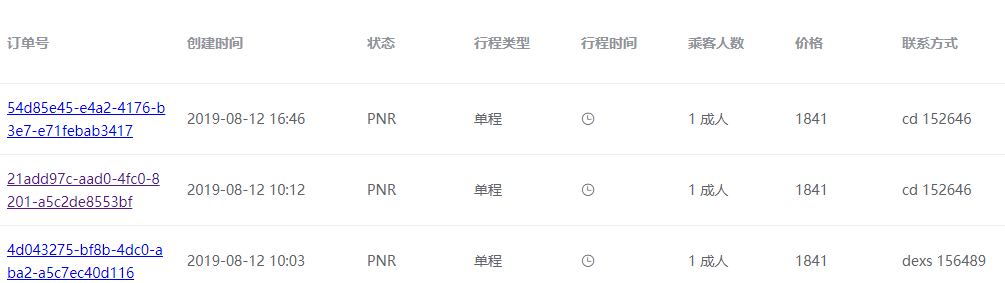 订单号 创建时间 状态 行程类型 行程时间 乘客人数 价格 联系方式
54d85e45-e4a2-4176-b
3e7-e71febab3417 2019-08-12 16:46 PNR 单程 1 成人 1841 cd 152646
21add97c-aad0-4fc0-8
201-a5c2de8553bf 2019-08-12 10:12 PNR 单程 1 成人 1841 cd 152646
4d043275-bf8b-4dc0-a
ba2-a5c7ec40d116 2019-08-12 10:03 PNR 单程 1 成人 1841 dexs 156489